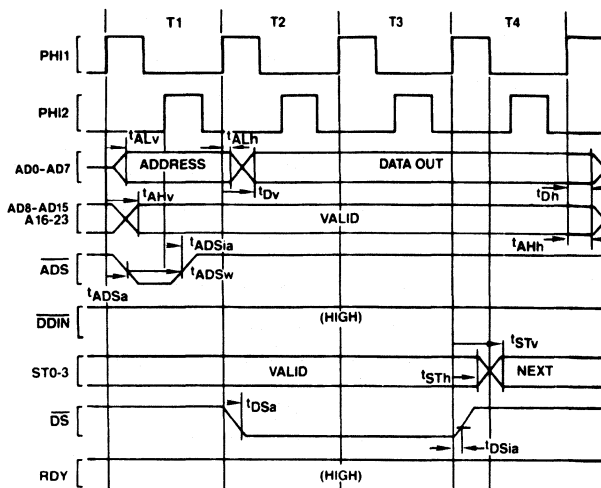 T1 T2 T3 T4
PHI1
PHI2
tALv tALh
AD0-AD7 ADDRESS DATA OUT
tAHv tDv tDh
AD8-AD15
A16-23 VALID
tADSia tAHh
ADS tADSw
tADSa
DDIN (HIGH)
tSTv
ST0-3 VALID tSTh NEXT
DS tDSa
tDSia
RDY (HIGH)